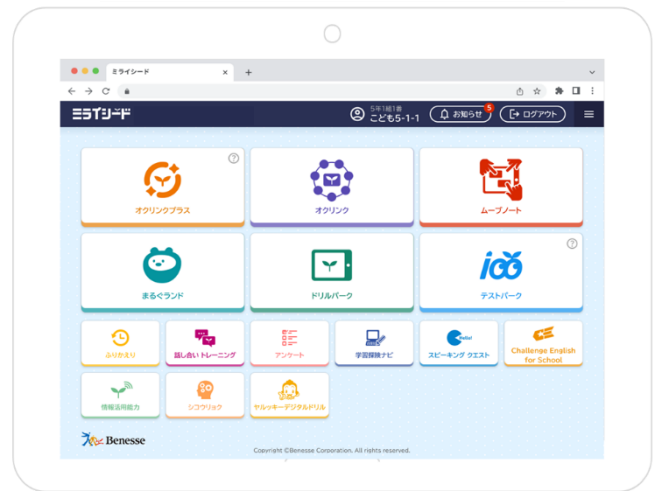 ミライシード
ミライシード
5年1組1番
こども5-1-1
お知らせ
5
ログアウト
オクリンクプラス
オクリンク
ムーブノート
まるぐランド
ドリルパーク
テストパーク
ふりかえり
話し合いトレーニング
アンケート
学習探検ナビ
Hello!
スピーキング クエスト
CE
Challenge English
for School
情報活用能力
シコウリョク
ヤルッキーデジタルドリル
Benesse
Copyright ©Benesse Corporation. All rights reserved.